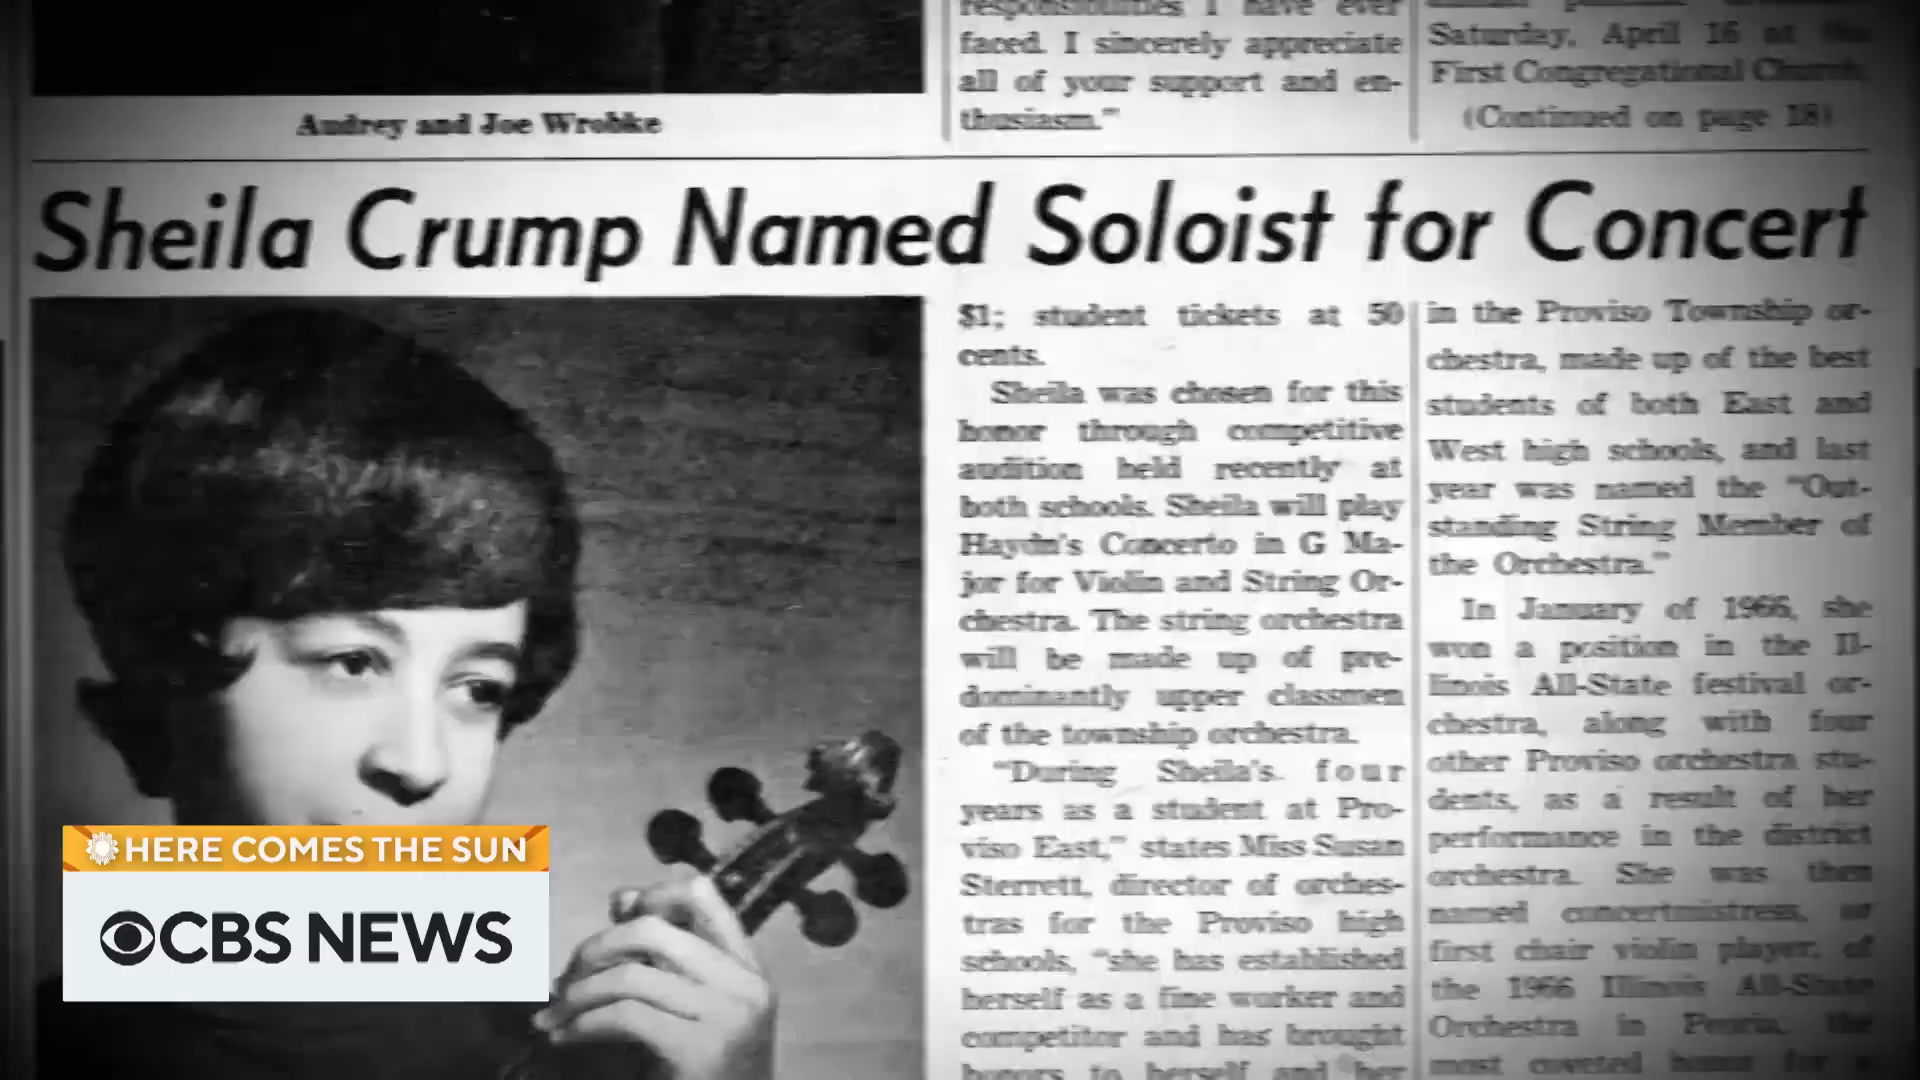 Audrey and Joe Wrobke
responsibilities I have ever
faced. I sincerely appreciate
all of your support and en-
thusiasm."
Saturday, April 16 at the
First Congregational Church.
(Continued on page 18)
Sheila Crump Named Soloist for Concert
$1; student tickets at 50
cents.
Sheila was chosen for this
honor through competitive
audition held recently at
both schools. Sheila will play
Haydn's Concerto in G Ma-
jor for Violin and String Or-
chestra. The string orchestra
will be made up of pre-
dominantly upper classmen
of the township orchestra.
"During Sheila's four
years as a student at Pro-
viso East," states Miss Susan
Sterrett, director of orches-
tras for the Proviso high
schools, "she has established
herself as a fine worker and
competitor and has brought
honors to herself and her
in the Proviso Township or-
chestra, made up of the best
students of both East and
West high schools, and last
year was named the "Out-
standing String Member of
the Orchestra."
In January of 1966, she
won a position in the Il-
linois All-State festival or-
chestra, along with four
other Proviso orchestra stu-
dents, as a result of her
performance in the district
orchestra. She was then
named concertmistress, or
first chair violin player, of
the 1966 Illinois All-State
Orchestra in Peoria, the
most coveted honor for a
HERE COMES THE SUN
CBS NEWS